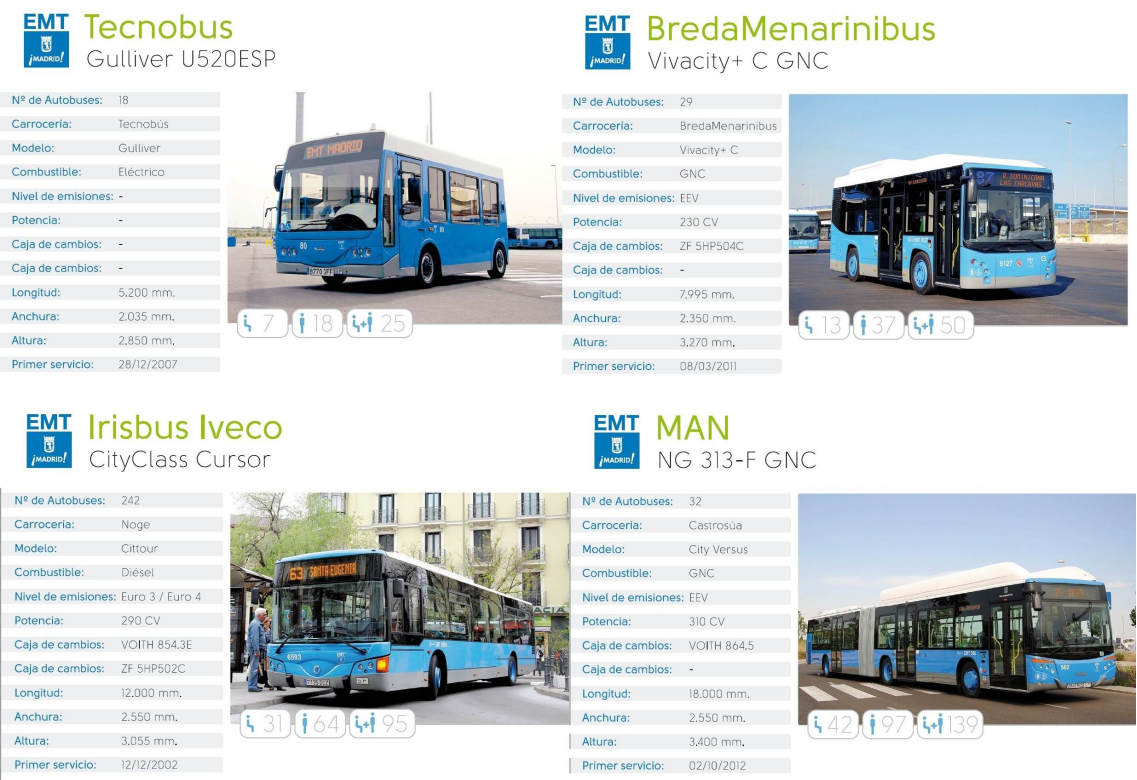 EMT
¡MADRID!
Tecnobus
Gulliver U520ESP
Nº de Autobuses: 18
Carrocería: Tecnobús
Modelo: Gulliver
Combustible: Eléctrico
Nivel de emisiones: -
Potencia: -
Caja de cambios: -
Caja de cambios: -
Longitud: 5.200 mm.
Anchura: 2.035 mm.
Altura: 2,850 mm.
Primer servicio: 28/12/2007
EMT MADRID
80
7 18 25
EMT
¡MADRID!
BredaMenarinibus
Vivacity+ C GNC
Nº de Autobuses: 29
Carrocería: BredaMenarinibus
Modelo: Vivacity+ C
Combustible: GNC
Nivel de emisiones: EEV
Potencia: 230 CV
Caja de cambios: ZF 5HP504C
Caja de cambios: -
Longitud: 7.995 mm.
Anchura: 2.350 mm.
Altura: 3,270 mm.
Primer servicio: 08/03/2011
87 R. DOMINICANA
LAS CARCAVAS
9127
13 37 50
EMT
¡MADRID!
Irisbus Iveco
CityClass Cursor
Nº de Autobuses: 242
Carrocería: Noge
Modelo: Cittour
Combustible: Diésel
Nivel de emisiones: Euro 3 / Euro 4
Potencia: 290 CV
Caja de cambios: VOITH 854.3E
Caja de cambios: ZF 5HP502C
Longitud: 12.000 mm.
Anchura: 2.550 mm.
Altura: 3,055 mm.
Primer servicio: 12/12/2002
63 SANTA EUGENIA
6593
31 64 95
EMT
¡MADRID!
MAN
NG 313-F GNC
Nº de Autobuses: 32
Carrocería: Castrosúa
Modelo: City Versus
Combustible: GNC
Nivel de emisiones: EEV
Potencia: 310 CV
Caja de cambios: VOITH 864.5
Caja de cambios: -
Longitud: 18.000 mm.
Anchura: 2.550 mm.
Altura: 3,400 mm.
Primer servicio: 02/10/2012
42 97 139